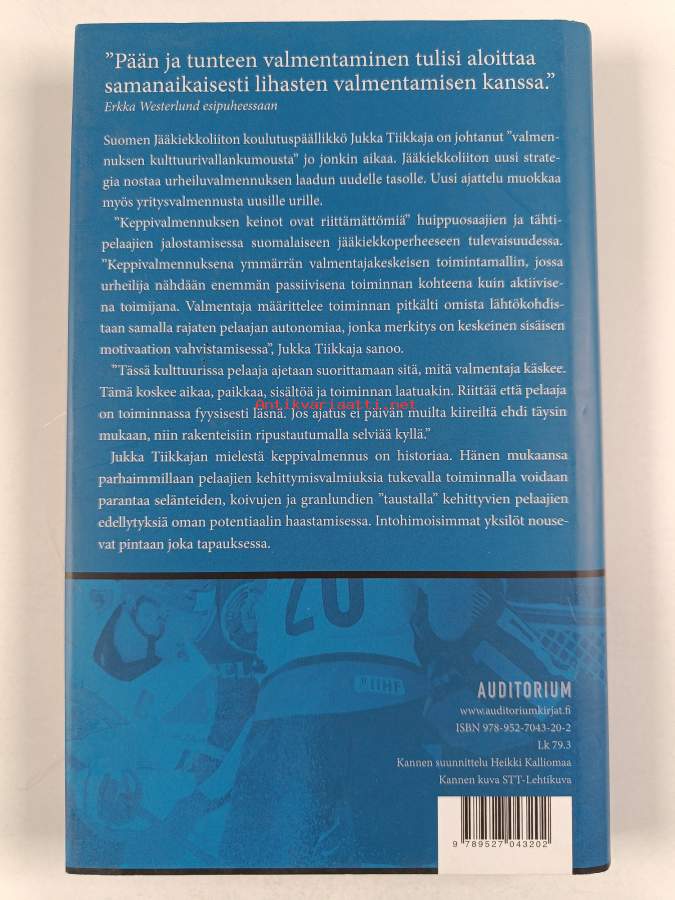 ”Pään ja tunteen valmentaminen tulisi aloittaa
samanaikaisesti lihasten valmentamisen kanssa.”
Erkka Westerlund esipuheessaan
Suomen Jääkiekkoliiton koulutuspäällikkö Jukka Tiikkaja on johtanut ”valmen-
nuksen kulttuurivallankumousta” jo jonkin aikaa. Jääkiekkoliiton uusi strate-
gia nostaa urheiluvalmennuksen laadun uudelle tasolle. Uusi ajattelu muokkaa
myös yritysvalmennusta uusille urille.
”Keppivalmennuksen keinot ovat riittämättömiä” huippuosaajien ja tähti-
pelaajien jalostamisessa suomalaiseen jääkiekkoperheeseen tulevaisuudessa.
”Keppivalmennuksena ymmärrän valmentajakeskeisen toimintamallin, jossa
urheilija nähdään enemmän passiivisena toiminnan kohteena kuin aktiivise-
na toimijana. Valmentaja määrittelee toiminnan pitkälti omista lähtökohdis-
taan samalla rajaten pelaajan autonomiaa, jonka merkitys on keskeinen sisäisen
motivaation vahvistamisessa”, Jukka Tiikkaja sanoo.
”Tässä kulttuurissa pelaaja ajetaan suorittamaan sitä, mitä valmentaja käskee.
Tämä koskee aikaa, paikkaa, sisältöä ja toiminnan laatuakin. Riittää että pelaaja
on toiminnassa fyysisesti läsnä. Jos ajatus ei päivän muilta kiireiltä ehdi täysin
mukaan, niin rakenteisiin ripustautumalla selviää kyllä.”
Jukka Tiikkajan mielestä keppivalmennus on historiaa. Hänen mukaansa
parhaimmillaan pelaajien kehittymisvalmiuksia tukevalla toiminnalla voidaan
parantaa selänteiden, koivujen ja granlundien ”taustalla” kehittyvien pelaajien
edellytyksiä oman potentiaalin haastamisessa. Intohimoisimmat yksilöt nouse-
vat pintaan joka tapauksessa.
Antikvariaatti.net
20
IIHF
AUDITORIUM
www.auditoriumkirjat.fi
ISBN 978-952-7043-20-2
Lk 79.3
Kannen suunnittelu Heikki Kalliomaa
Kannen kuva STT-Lehtikuva
9 789527 043202